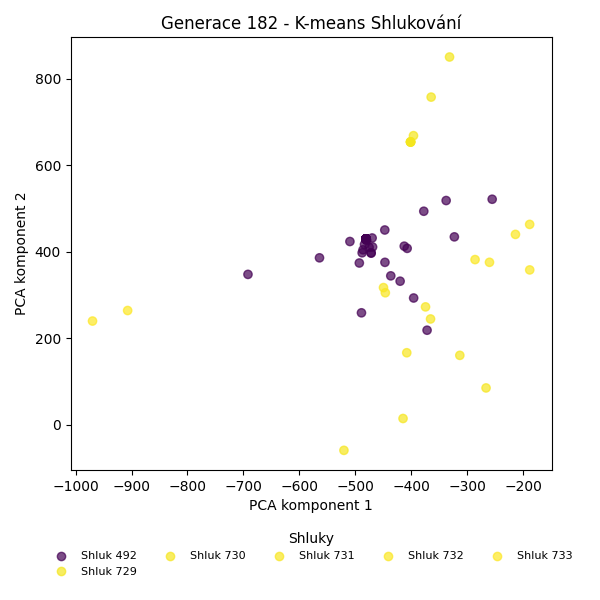 Generace 182 - K-means Shlukování
PCA komponent 2
800
600
400
200
0
−1000 −900 −800 −700 −600 −500 −400 −300 −200
PCA komponent 1
Shluky
Shluk 492 Shluk 730 Shluk 731 Shluk 732 Shluk 733
Shluk 729